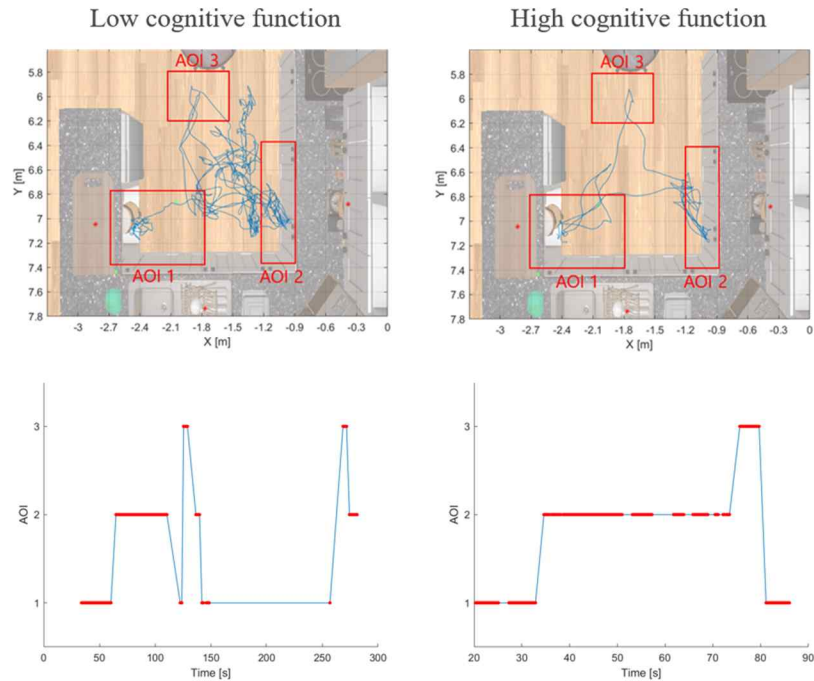 Low cognitive function
High cognitive function
AOI 3
5.8
6
6.2
6.4
6.6
6.8
7
7.2
7.4
7.6
7.8
Y [m]
AOI 1
AOI 2
-3 -2.7 -2.4 -2.1 -1.8 -1.5 -1.2 -0.9 -0.6 -0.3 0
X [m]
AOI 3
5.8
6
6.2
6.4
6.6
6.8
7
7.2
7.4
7.6
7.8
Y [m]
AOI 1
AOI 2
-3 -2.7 -2.4 -2.1 -1.8 -1.5 -1.2 -0.9 -0.6 -0.3 0
X [m]
3
2
1
AOI
0 50 100 150 200 250 300
Time [s]
3
2
1
AOI
20 30 40 50 60 70 80 90
Time [s]